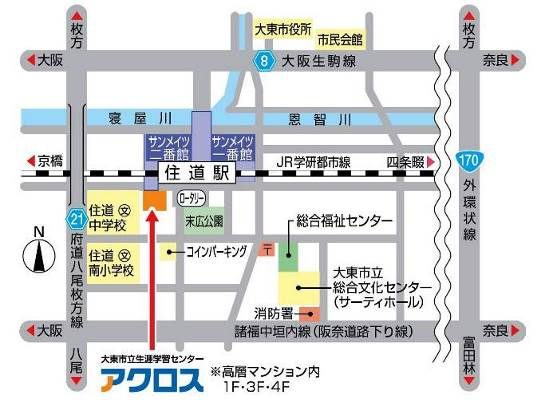 枚方
枚方
大東市役所
市民会館
大阪
8
大阪生駒線
奈良
寝屋川
恩智川
サンメイツ
二番館
サンメイツ
一番館
京橋
JR学研都市線
四条畷
住道駅
170
外環状線
ロータリー
住道 文
中学校
末広公園
21
府道八尾枚方線
総合福祉センター
N
コインパーキング
〒
住道 文
南小学校
大東市立
総合文化センター
(サーティホール)
消防署
大阪
諸福中垣内線(阪奈道路下り線)
奈良
八尾
富田林
大東市立生涯学習センター
アクロス
※高層マンション内
1F・3F・4F